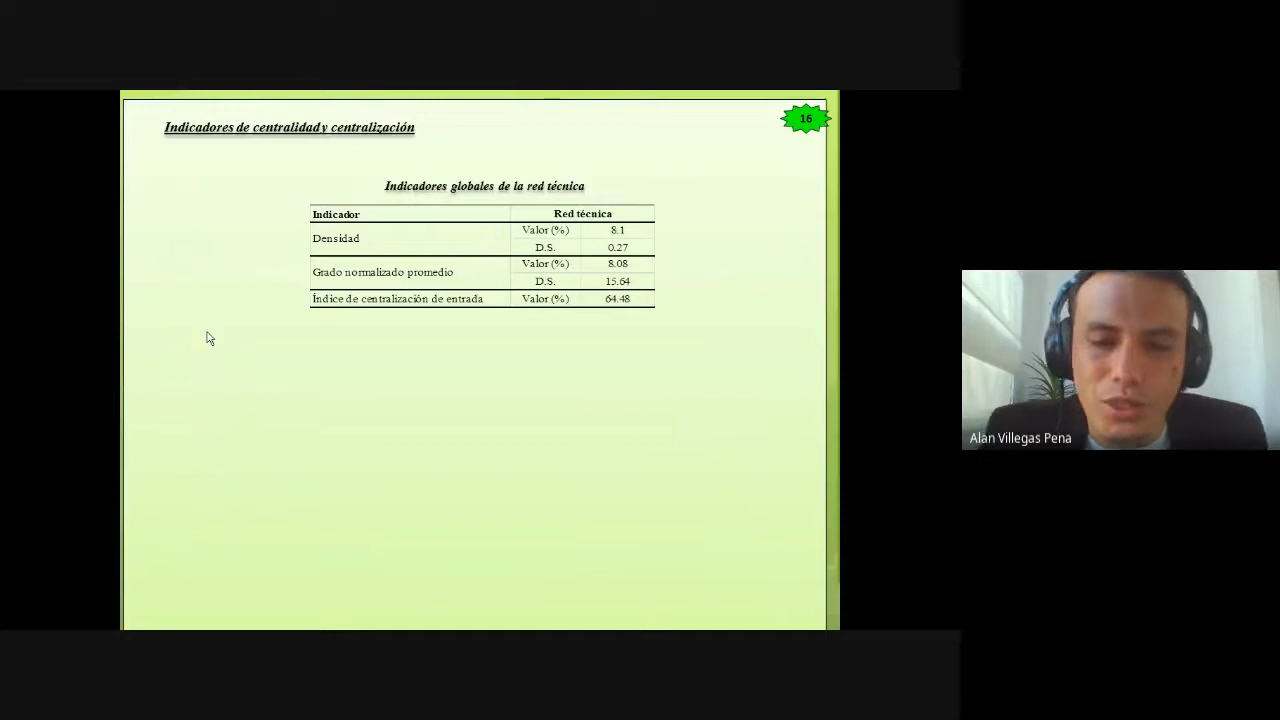 Indicadores de centralidad y centralización
16
Indicadores globales de la red técnica
Indicador Red técnica
Densidad Valor (%) 8.1
D.S. 0.27
Grado normalizado promedio Valor (%) 8.08
D.S. 15.64
Índice de centralización de entrada Valor (%) 64.48
Alan Villegas Pena